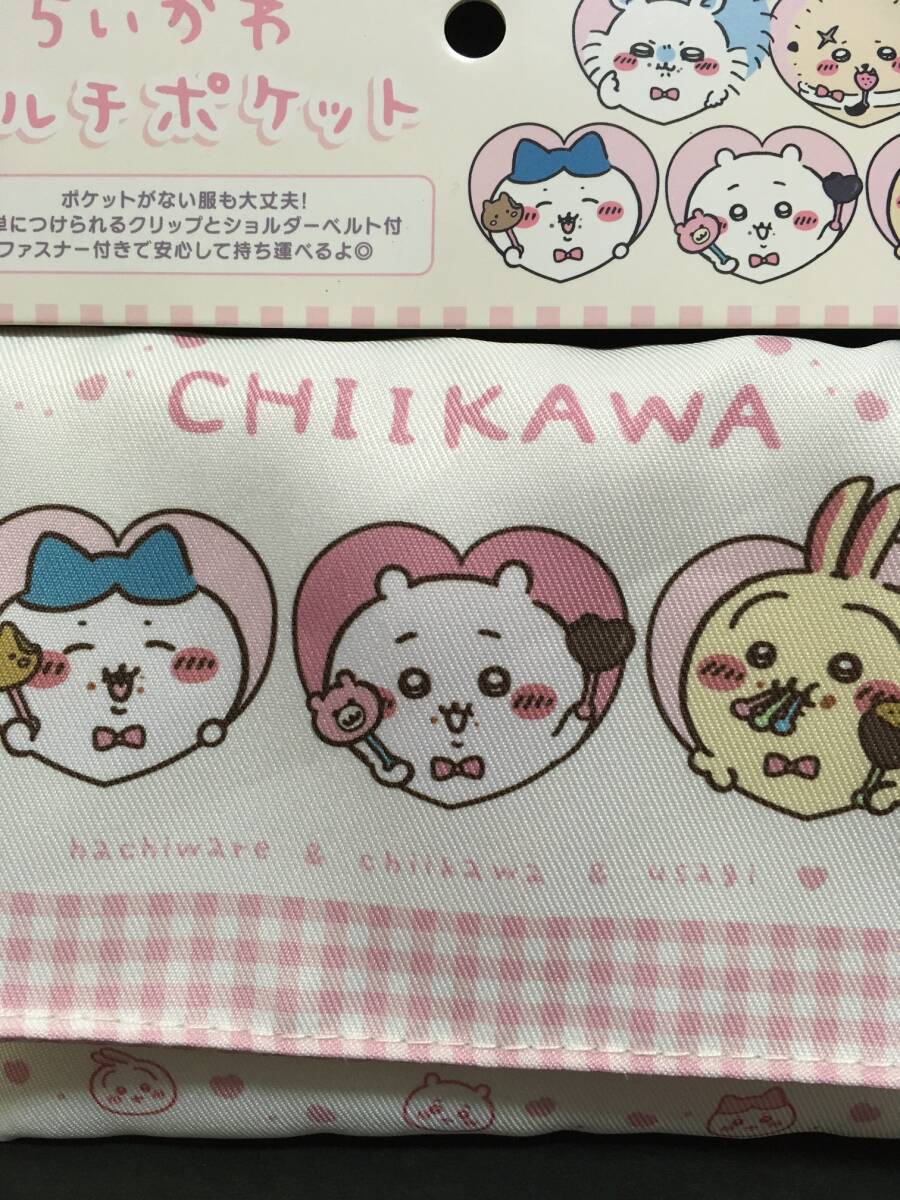 ちいかわ
ルチポケット
ポケットがない服も大丈夫!
単につけられるクリップとショルダーベルト付
ファスナー付きで安心して持ち運べるよ◎
CHIIKAWA
hachiware & chiikawa & usagi